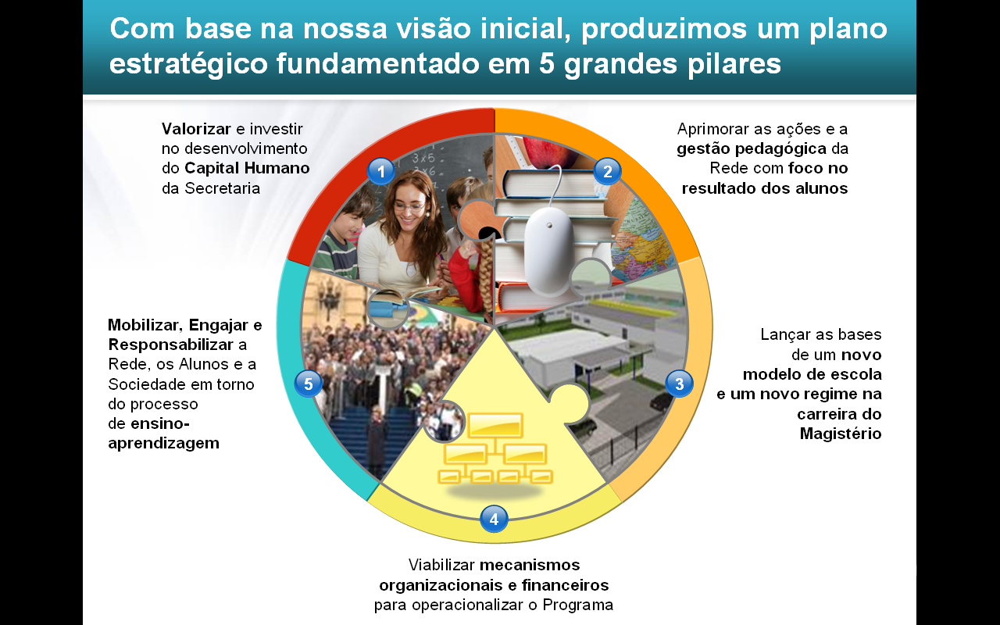 Com base na nossa visão inicial, produzimos um plano
estratégico fundamentado em 5 grandes pilares
Valorizar e investir
no desenvolvimento
do Capital Humano
da Secretaria
1
2
Aprimorar as ações e a
gestão pedagógica da
Rede com foco no
resultado dos alunos
3x5
3x6
Mobilizar, Engajar e
Responsabilizar a
Rede, os Alunos e a
Sociedade em torno
do processo
de ensino-
aprendizagem
5
3
Lançar as bases
de um novo
modelo de escola
e um novo regime na
carreira do
Magistério
4
Viabilizar mecanismos
organizacionais e financeiros
para operacionalizar o Programa